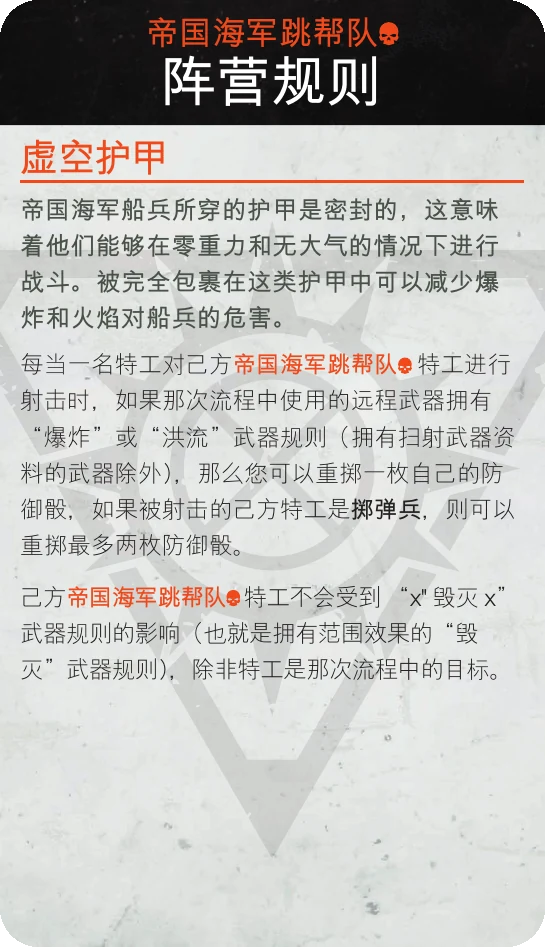 帝国海军跳帮队
阵营规则
虚空护甲
帝国海军船兵所穿的护甲是密封的，这意味
着他们能够在零重力和无大气的情况下进行
战斗。被完全包裹在这类护甲中可以减少爆
炸和火焰对船兵的危害。
每当一名特工对己方帝国海军跳帮队特工进行
射击时，如果那次流程中使用的远程武器拥有
“爆炸”或“洪流”武器规则（拥有扫射武器资
料的武器除外），那么您可以重掷一枚自己的防
御骰，如果被射击的己方特工是掷弹兵，则可以
重掷最多两枚防御骰。
己方帝国海军跳帮队特工不会受到 “x" 毁灭 x”
武器规则的影响（也就是拥有范围效果的“毁
灭”武器规则），除非特工是那次流程中的目标。